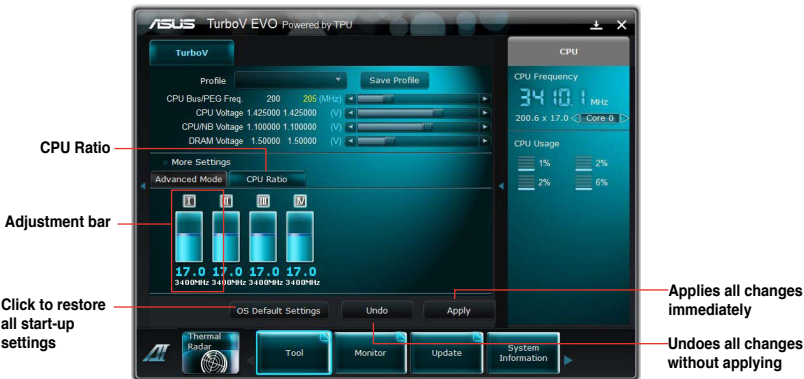 ASUS TurboV EVO Powered by TPU
TurboV
Profile
Save Profile
CPU Bus/PEG Freq. 200 205 (MHz)
CPU Voltage 1.425000 1.425000 (V)
CPU/NB Voltage 1.100000 1.100000 (V)
DRAM Voltage 1.50000 1.50000 (V)
More Settings
Advanced Mode
CPU Ratio
I II III IV
17.0 17.0 17.0 17.0
3400MHz 3400MHz 3400MHz 3400MHz
OS Default Settings
Undo
Apply
CPU
CPU Frequency
3410.1 MHz
200.6 x 17.0
Core 0
CPU Usage
1% 2%
2% 6%
AI
Thermal
Radar
Tool
Monitor
Update
System
Information
CPU Ratio
Adjustment bar
Click to restore
all start-up
settings
Applies all changes
immediately
Undoes all changes
without applying